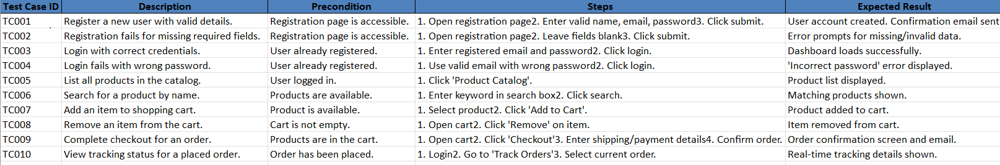 Test Case ID Description Precondition Steps Expected Result
TC001 Register a new user with valid details. Registration page is accessible. 1. Open registration page2. Enter valid name, email, password3. Click submit. User account created. Confirmation email sent
TC002 Registration fails for missing required fields. Registration page is accessible. 1. Open registration page2. Leave fields blank3. Click submit. Error prompts for missing/invalid data.
TC003 Login with correct credentials. User already registered. 1. Enter registered email and password2. Click login. Dashboard loads successfully.
TC004 Login fails with wrong password. User already registered. 1. Use valid email with wrong password2. Click login. 'Incorrect password' error displayed.
TC005 List all products in the catalog. User logged in. 1. Click 'Product Catalog'. Product list displayed.
TC006 Search for a product by name. Products are available. 1. Enter keyword in search box2. Click search. Matching products shown.
TC007 Add an item to shopping cart. Product is available. 1. Select product2. Click 'Add to Cart'. Product added to cart.
TC008 Remove an item from the cart. Cart is not empty. 1. Open cart2. Click 'Remove' on item. Item removed from cart.
TC009 Complete checkout for an order. Products are in the cart. 1. Open cart2. Click 'Checkout'3. Enter shipping/payment details4. Confirm order. Order confirmation screen and email.
TC010 View tracking status for a placed order. Order has been placed. 1. Login2. Go to 'Track Orders'3. Select current order. Real-time tracking details shown.